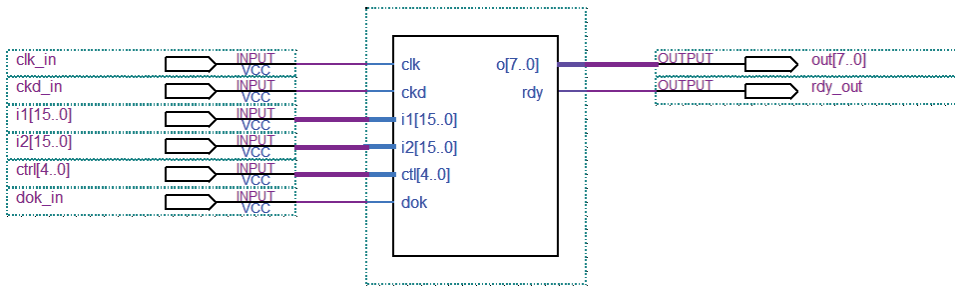 clk_in INPUT VCC clk o[7..0] OUTPUT out[7..0]
ckd_in INPUT VCC ckd rdy OUTPUT rdy_out
i1[15..0] INPUT VCC i1[15..0]
i2[15..0] INPUT VCC i2[15..0]
ctrl[4..0] INPUT VCC ctl[4..0]
dok_in INPUT VCC dok